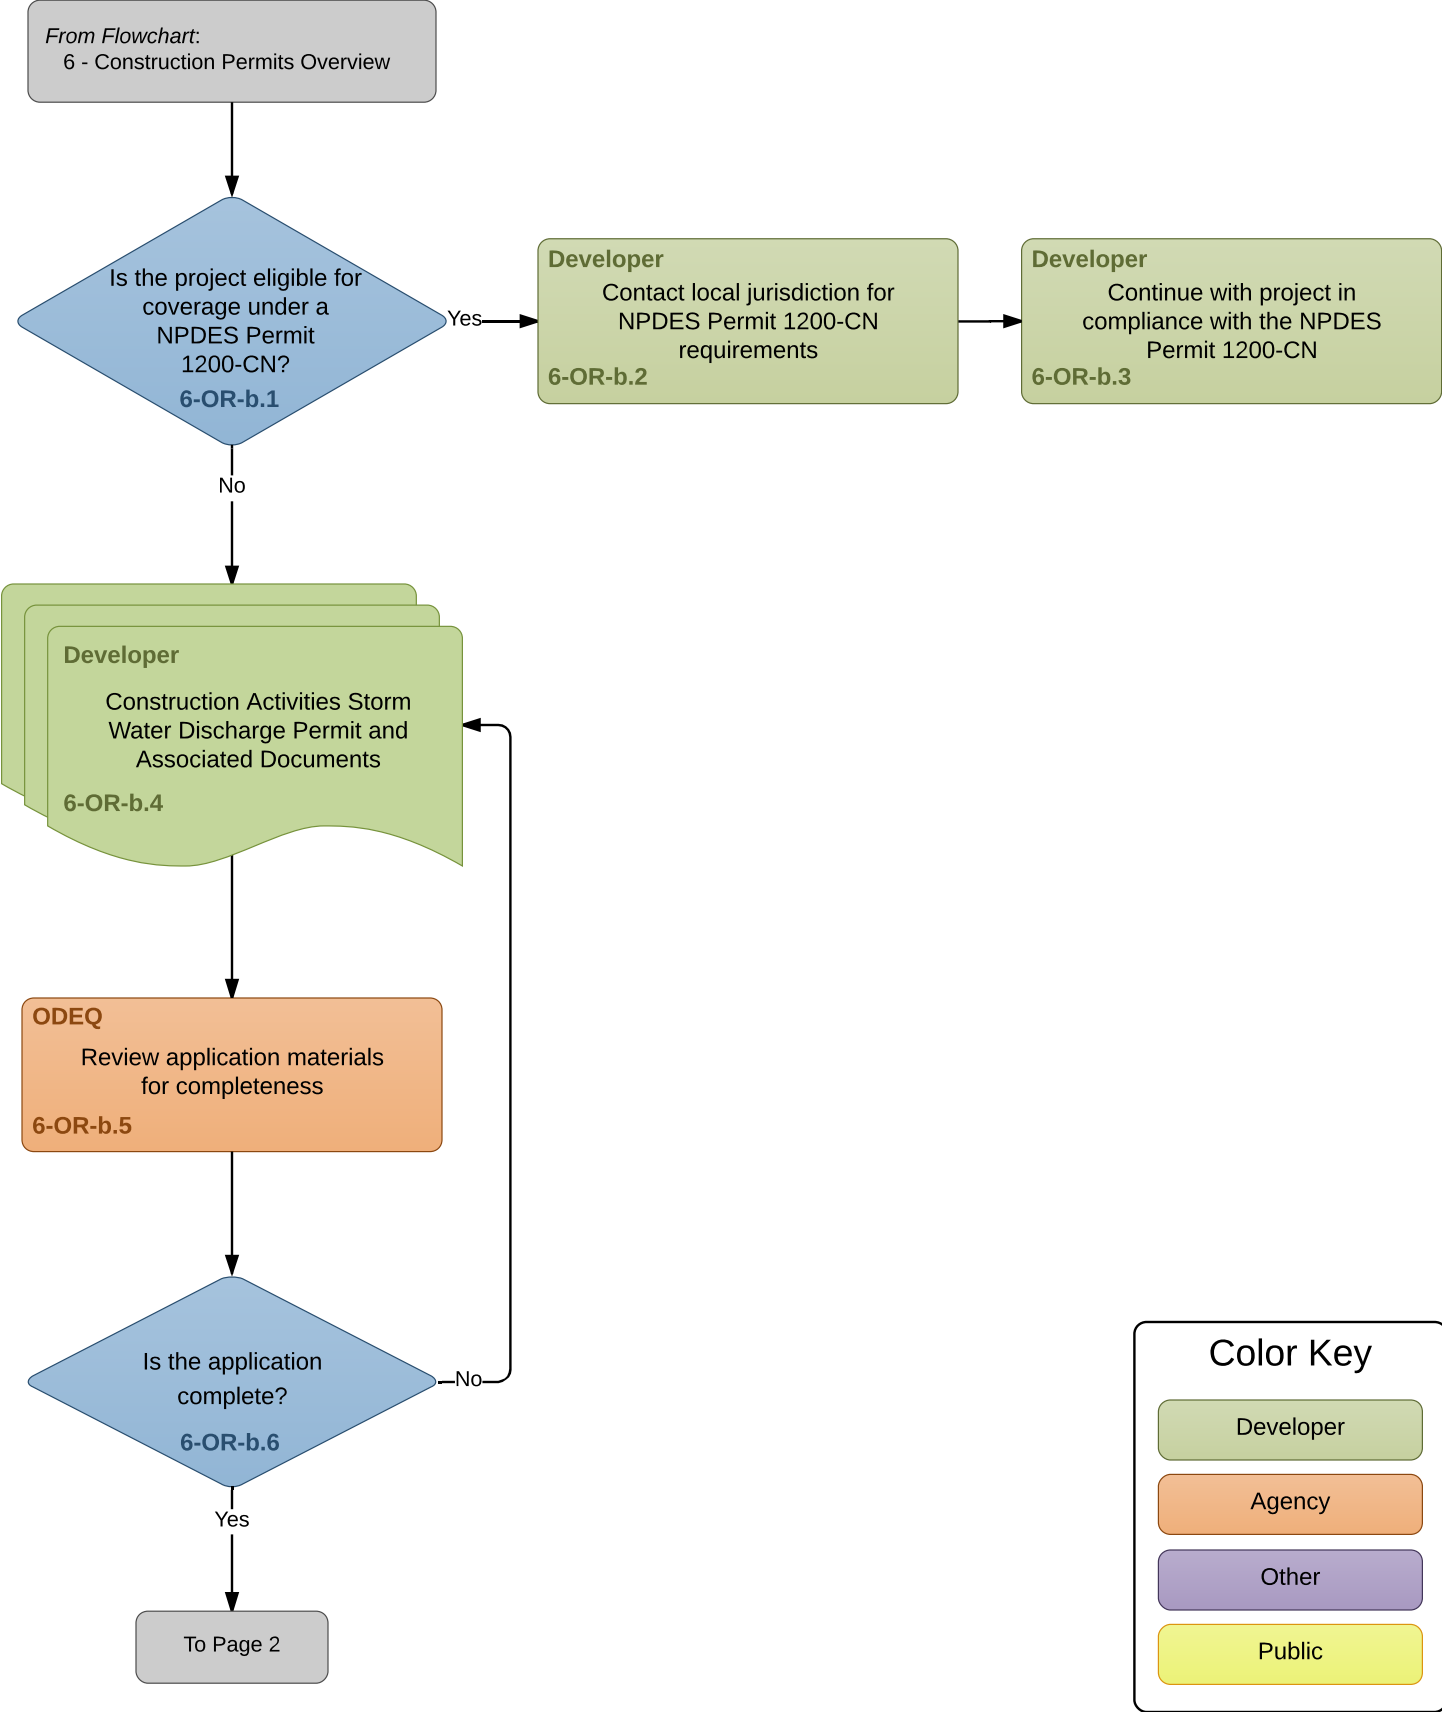 From Flowchart:
6 - Construction Permits Overview
Is the project eligible for
coverage under a
NPDES Permit
1200-CN?
6-OR-b.1
Yes
Developer
Contact local jurisdiction for
NPDES Permit 1200-CN
requirements
6-OR-b.2
Developer
Continue with project in
compliance with the NPDES
Permit 1200-CN
6-OR-b.3
No
Developer
Construction Activities Storm
Water Discharge Permit and
Associated Documents
6-OR-b.4
ODEQ
Review application materials
for completeness
6-OR-b.5
Is the application
complete?
6-OR-b.6
No
Yes
To Page 2
Color Key
Developer
Agency
Other
Public